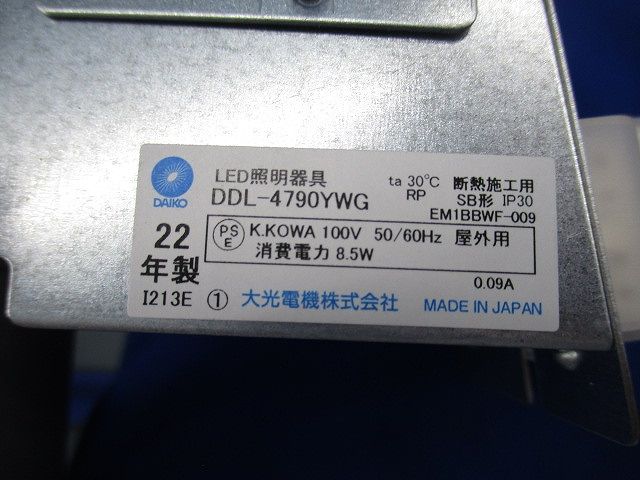 DAIKO
LED照明器具
DDL-4790YWG
ta 30℃ 断熱施工用
RP SB形 IP30
EM1BBWF-009
22
年製
I213E ①
PS
E
K.KOWA 100V 50/60Hz 屋外用
消費電力 8.5W
0.09A
大光電機株式会社 MADE IN JAPAN